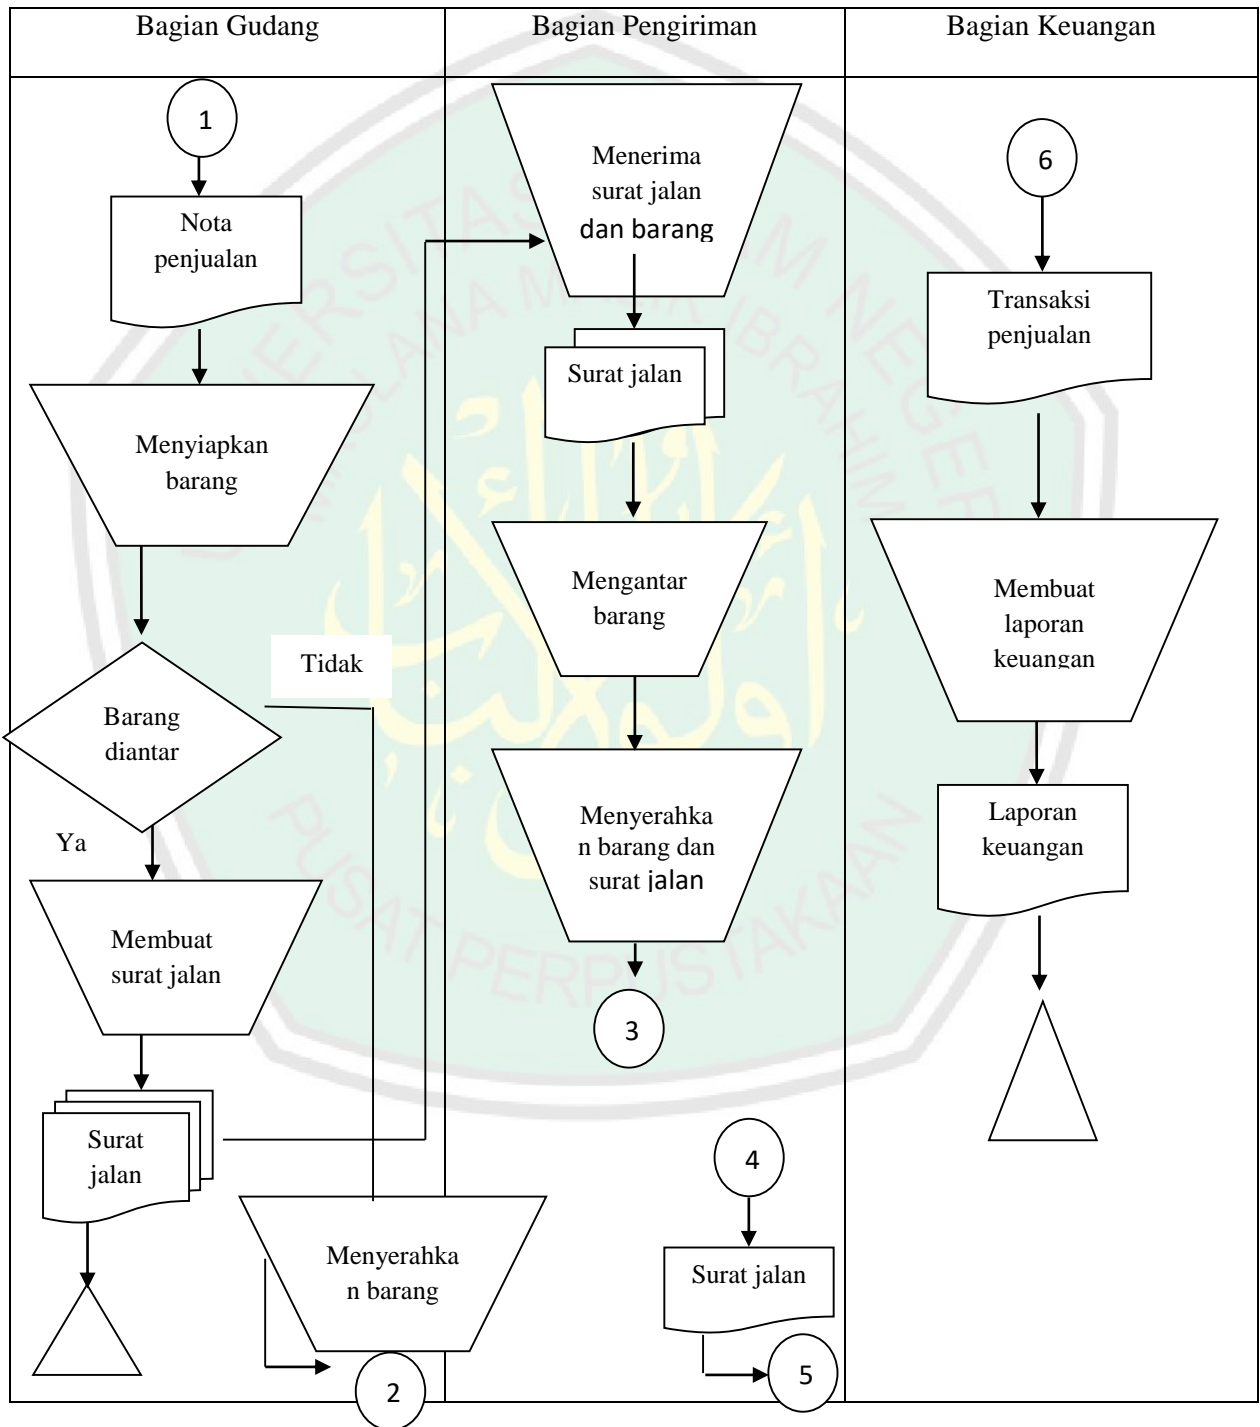 Bagian Gudang
Bagian Pengiriman
Bagian Keuangan
1
Nota
penjualan
Menyiapkan
barang
Tidak
Barang
diantar
Ya
Membuat
surat jalan
Surat
jalan
Menyerahka
n barang
2
Menerima
surat jalan
dan barang
Surat jalan
Mengantar
barang
Menyerahka
n barang dan
surat jalan
3
4
Surat jalan
5
6
Transaksi
penjualan
Membuat
laporan
keuangan
Laporan
keuangan
PUSAT PERPUSTAKAAN